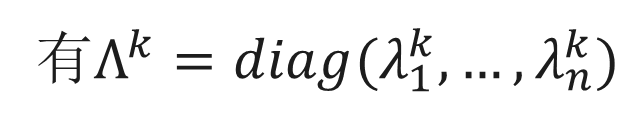 有Λ^k = diag(λ_1^k, ..., λ_n^k)